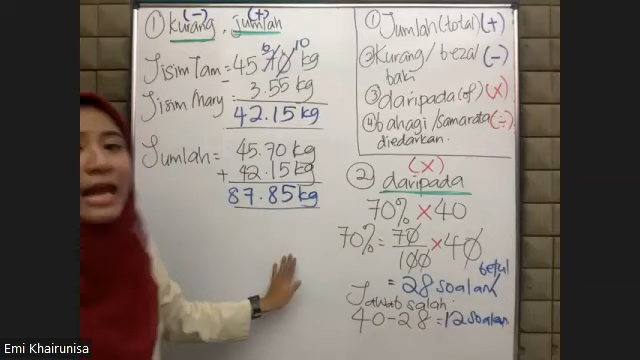 ① Kurang (-), jumlah (+)
Jisim Tam = 45.70 kg
6 10
- 3.55 kg
Jisim Mary = 42.15 kg
Jumlah = 45.70 kg
+ 42.15 kg
87.85 kg
① Jumlah (total) (+)
② Kurang / beza / (-)
baki
③ daripada (of) (x)
④ bahagi / samarata (÷)
diedarkan.
② daripada (x)
70% x 40
70% = 70/100 x 40
= 28 soalan betul
Jawab salah:
40 - 28 = 12 soalan
Emi Khairunisa